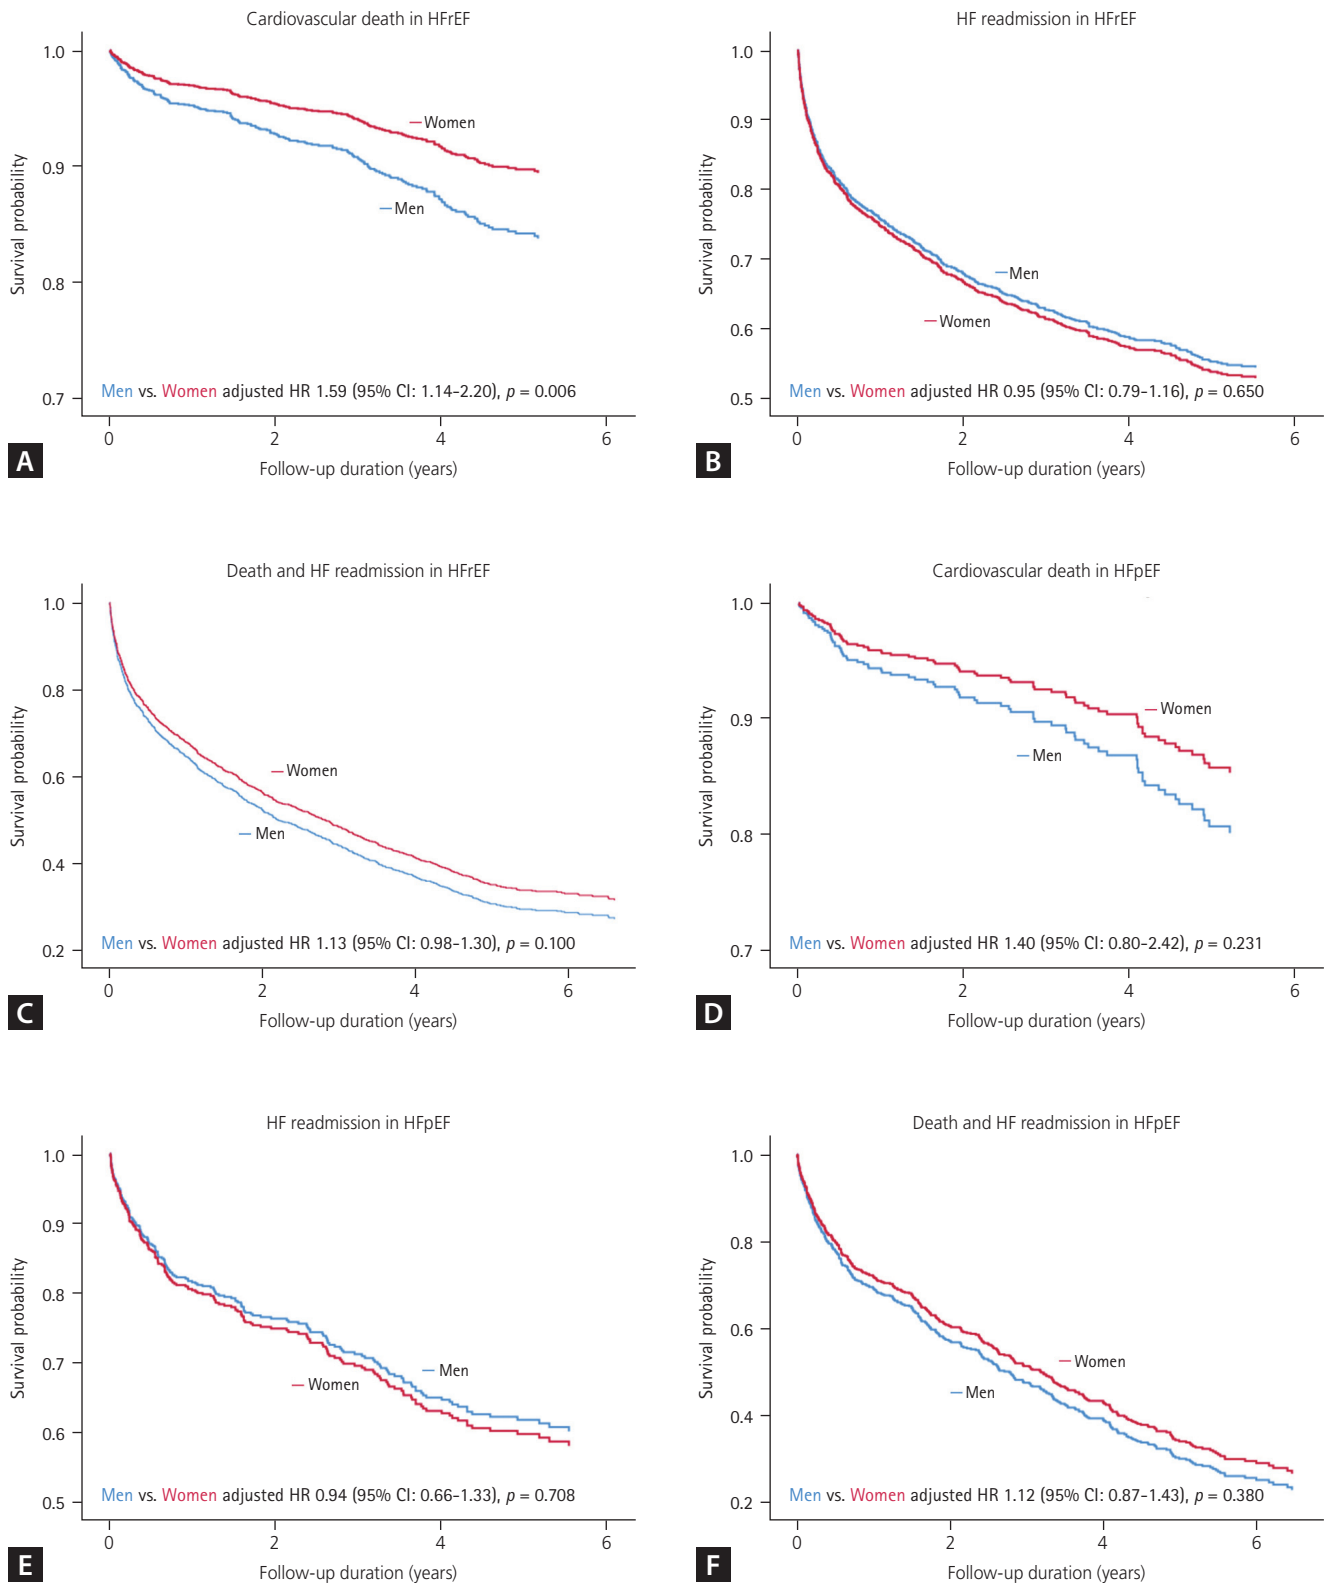 Cardiovascular death in HFrEF
1.0
0.9
0.8
0.7
Survival probability
Women
Men
Men vs. Women adjusted HR 1.59 (95% CI: 1.14–2.20), p = 0.006
0 2 4 6
Follow-up duration (years)
A
HF readmission in HFrEF
1.0
0.9
0.8
0.7
0.6
0.5
Survival probability
Men
Women
Men vs. Women adjusted HR 0.95 (95% CI: 0.79–1.16), p = 0.650
0 2 4 6
Follow-up duration (years)
B
Death and HF readmission in HFrEF
1.0
0.8
0.6
0.4
0.2
Survival probability
Women
Men
Men vs. Women adjusted HR 1.13 (95% CI: 0.98–1.30), p = 0.100
0 2 4 6
Follow-up duration (years)
C
Cardiovascular death in HFpEF
1.0
0.9
0.8
0.7
Survival probability
Women
Men
Men vs. Women adjusted HR 1.40 (95% CI: 0.80–2.42), p = 0.231
0 2 4 6
Follow-up duration (years)
D
HF readmission in HFpEF
1.0
0.9
0.8
0.7
0.6
0.5
Survival probability
Men
Women
Men vs. Women adjusted HR 0.94 (95% CI: 0.66–1.33), p = 0.708
0 2 4 6
Follow-up duration (years)
E
Death and HF readmission in HFpEF
1.0
0.8
0.6
0.4
0.2
Survival probability
Women
Men
Men vs. Women adjusted HR 1.12 (95% CI: 0.87–1.43), p = 0.380
0 2 4 6
Follow-up duration (years)
F